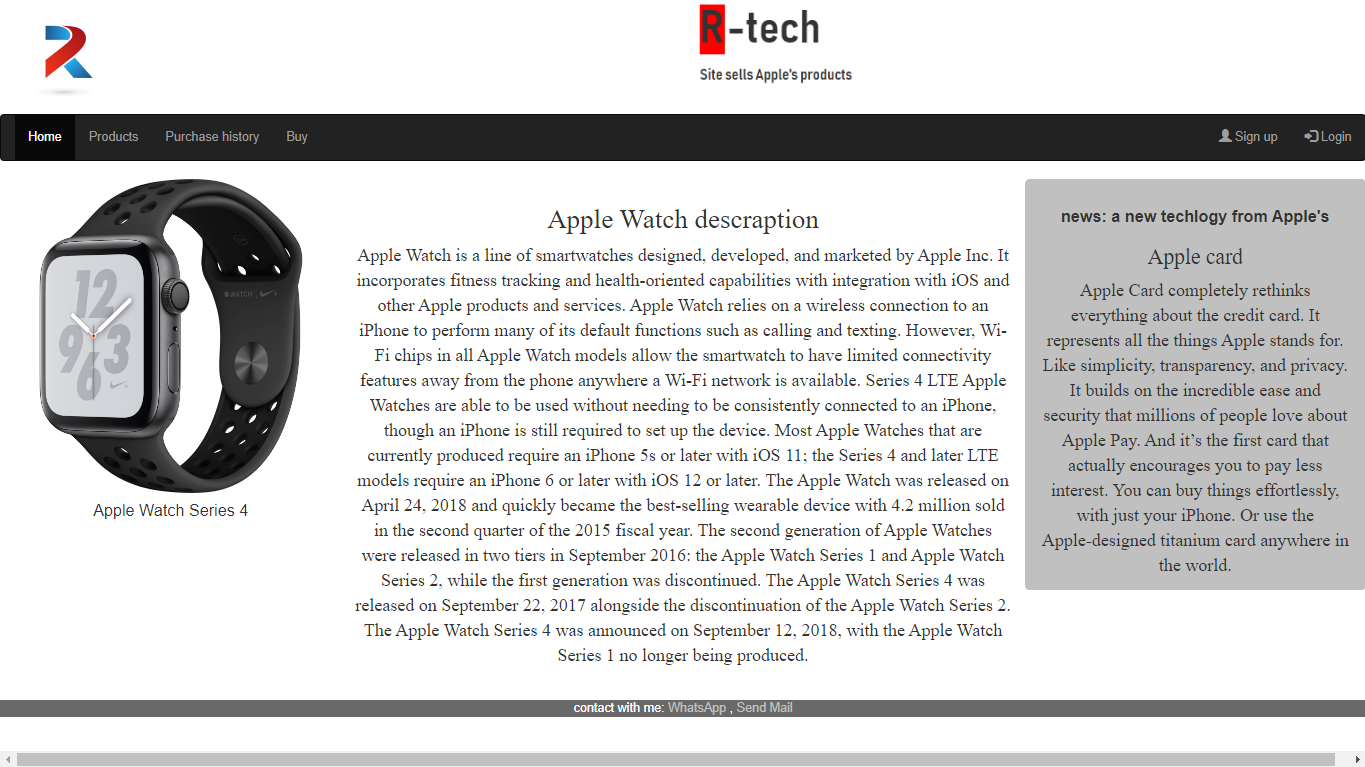 R-tech
Site sells Apple's products
Home Products Purchase history Buy Sign up Login
12
9 3
6
WATCH
Apple Watch Series 4
Apple Watch descraption
Apple Watch is a line of smartwatches designed, developed, and marketed by Apple Inc. It
incorporates fitness tracking and health-oriented capabilities with integration with iOS and
other Apple products and services. Apple Watch relies on a wireless connection to an
iPhone to perform many of its default functions such as calling and texting. However, Wi-
Fi chips in all Apple Watch models allow the smartwatch to have limited connectivity
features away from the phone anywhere a Wi-Fi network is available. Series 4 LTE Apple
Watches are able to be used without needing to be consistently connected to an iPhone,
though an iPhone is still required to set up the device. Most Apple Watches that are
currently produced require an iPhone 5s or later with iOS 11; the Series 4 and later LTE
models require an iPhone 6 or later with iOS 12 or later. The Apple Watch was released on
April 24, 2018 and quickly became the best-selling wearable device with 4.2 million sold
in the second quarter of the 2015 fiscal year. The second generation of Apple Watches
were released in two tiers in September 2016: the Apple Watch Series 1 and Apple Watch
Series 2, while the first generation was discontinued. The Apple Watch Series 4 was
released on September 22, 2017 alongside the discontinuation of the Apple Watch Series 2.
The Apple Watch Series 4 was announced on September 12, 2018, with the Apple Watch
Series 1 no longer being produced.
news: a new techlogy from Apple's
Apple card
Apple Card completely rethinks
everything about the credit card. It
represents all the things Apple stands for.
Like simplicity, transparency, and privacy.
It builds on the incredible ease and
security that millions of people love about
Apple Pay. And it’s the first card that
actually encourages you to pay less
interest. You can buy things effortlessly,
with just your iPhone. Or use the
Apple-designed titanium card anywhere in
the world.
contact with me: WhatsApp , Send Mail